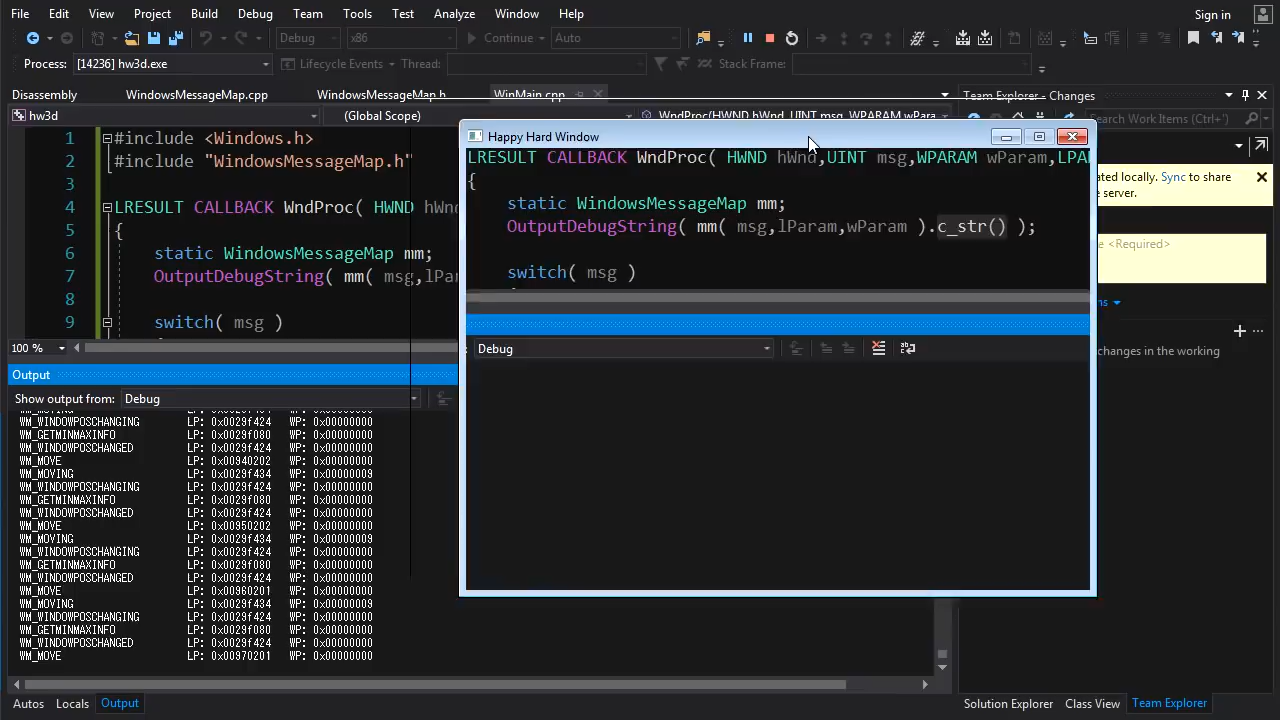 File Edit View Project Build Debug Team Tools Test Analyze Window Help Sign in
Debug x86 Continue Auto
Process: [14236] hw3d.exe Lifecycle Events Thread: Stack Frame:
Disassembly WindowsMessageMap.cpp WindowsMessageMap.h WinMain.cpp Team Explorer - Changes
hw3d (Global Scope) WndProc(HWND hWnd, UINT msg, WPARAM wPara Search Work Items (Ctrl+')
1 #include <Windows.h>
2 #include "WindowsMessageMap.h"
3
4 LRESULT CALLBACK WndProc( HWND hWnd
5 {
6 static WindowsMessageMap mm;
7 OutputDebugString( mm( msg,lPar
8
9 switch( msg )
100 %
Happy Hard Window
LRESULT CALLBACK WndProc( HWND hWnd,UINT msg,WPARAM wParam,LPA
{
static WindowsMessageMap mm;
OutputDebugString( mm( msg,lParam,wParam ).c_str() );
switch( msg )
Debug
ated locally. Sync to share
e server.
e <Required>
ns
changes in the working
Output
Show output from: Debug
WM_MOVING LP: 0x0029f434 WP: 0x00000009
WM_WINDOWPOSCHANGING LP: 0x0029f424 WP: 0x00000000
WM_GETMINMAXINFO LP: 0x0029f080 WP: 0x00000000
WM_WINDOWPOSCHANGED LP: 0x0029f424 WP: 0x00000000
WM_MOVE LP: 0x00940202 WP: 0x00000000
WM_MOVING LP: 0x0029f434 WP: 0x00000009
WM_WINDOWPOSCHANGING LP: 0x0029f424 WP: 0x00000000
WM_GETMINMAXINFO LP: 0x0029f080 WP: 0x00000000
WM_WINDOWPOSCHANGED LP: 0x0029f424 WP: 0x00000000
WM_MOVE LP: 0x00950202 WP: 0x00000000
WM_MOVING LP: 0x0029f434 WP: 0x00000009
WM_WINDOWPOSCHANGING LP: 0x0029f424 WP: 0x00000000
WM_GETMINMAXINFO LP: 0x0029f080 WP: 0x00000000
WM_WINDOWPOSCHANGED LP: 0x0029f424 WP: 0x00000000
WM_MOVE LP: 0x00960201 WP: 0x00000000
WM_MOVING LP: 0x0029f434 WP: 0x00000009
WM_WINDOWPOSCHANGING LP: 0x0029f424 WP: 0x00000000
WM_GETMINMAXINFO LP: 0x0029f080 WP: 0x00000000
WM_WINDOWPOSCHANGED LP: 0x0029f424 WP: 0x00000000
WM_MOVE LP: 0x00970201 WP: 0x00000000
Autos Locals Output Solution Explorer Class View Team Explorer